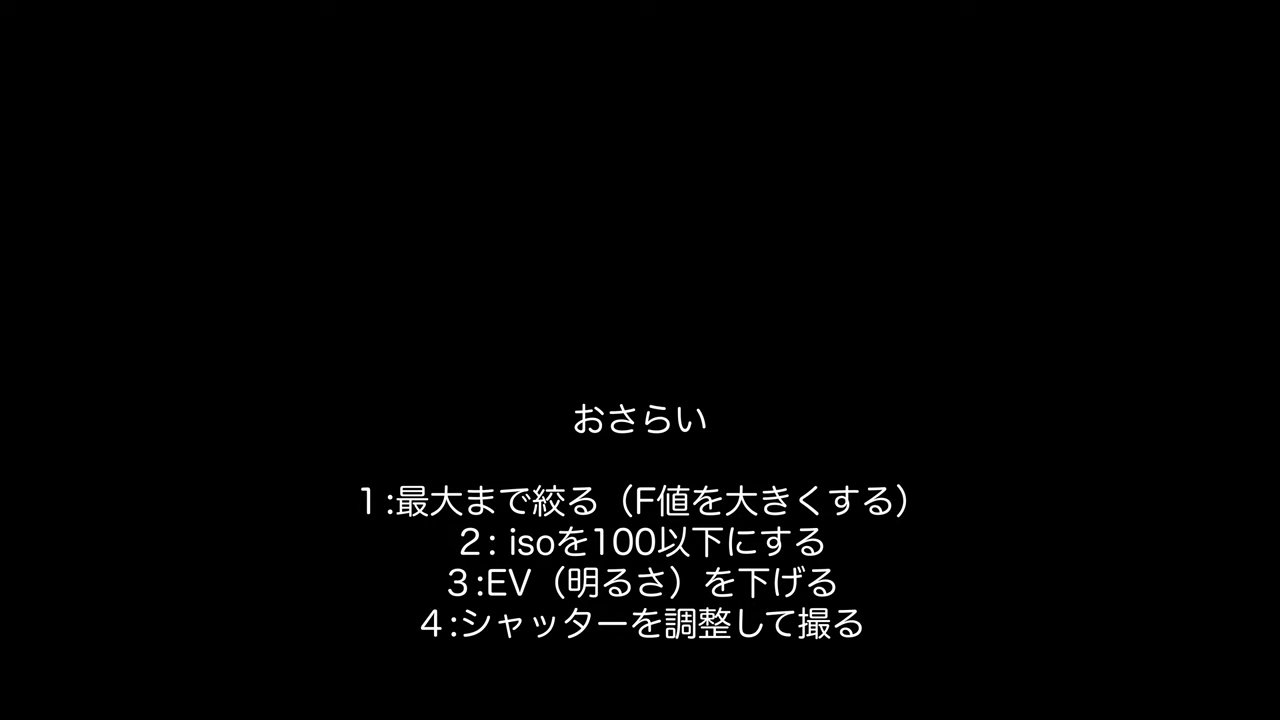 おさらい
１:最大まで絞る（F値を大きくする）
２: isoを100以下にする
３:EV（明るさ）を下げる
４:シャッターを調整して撮る